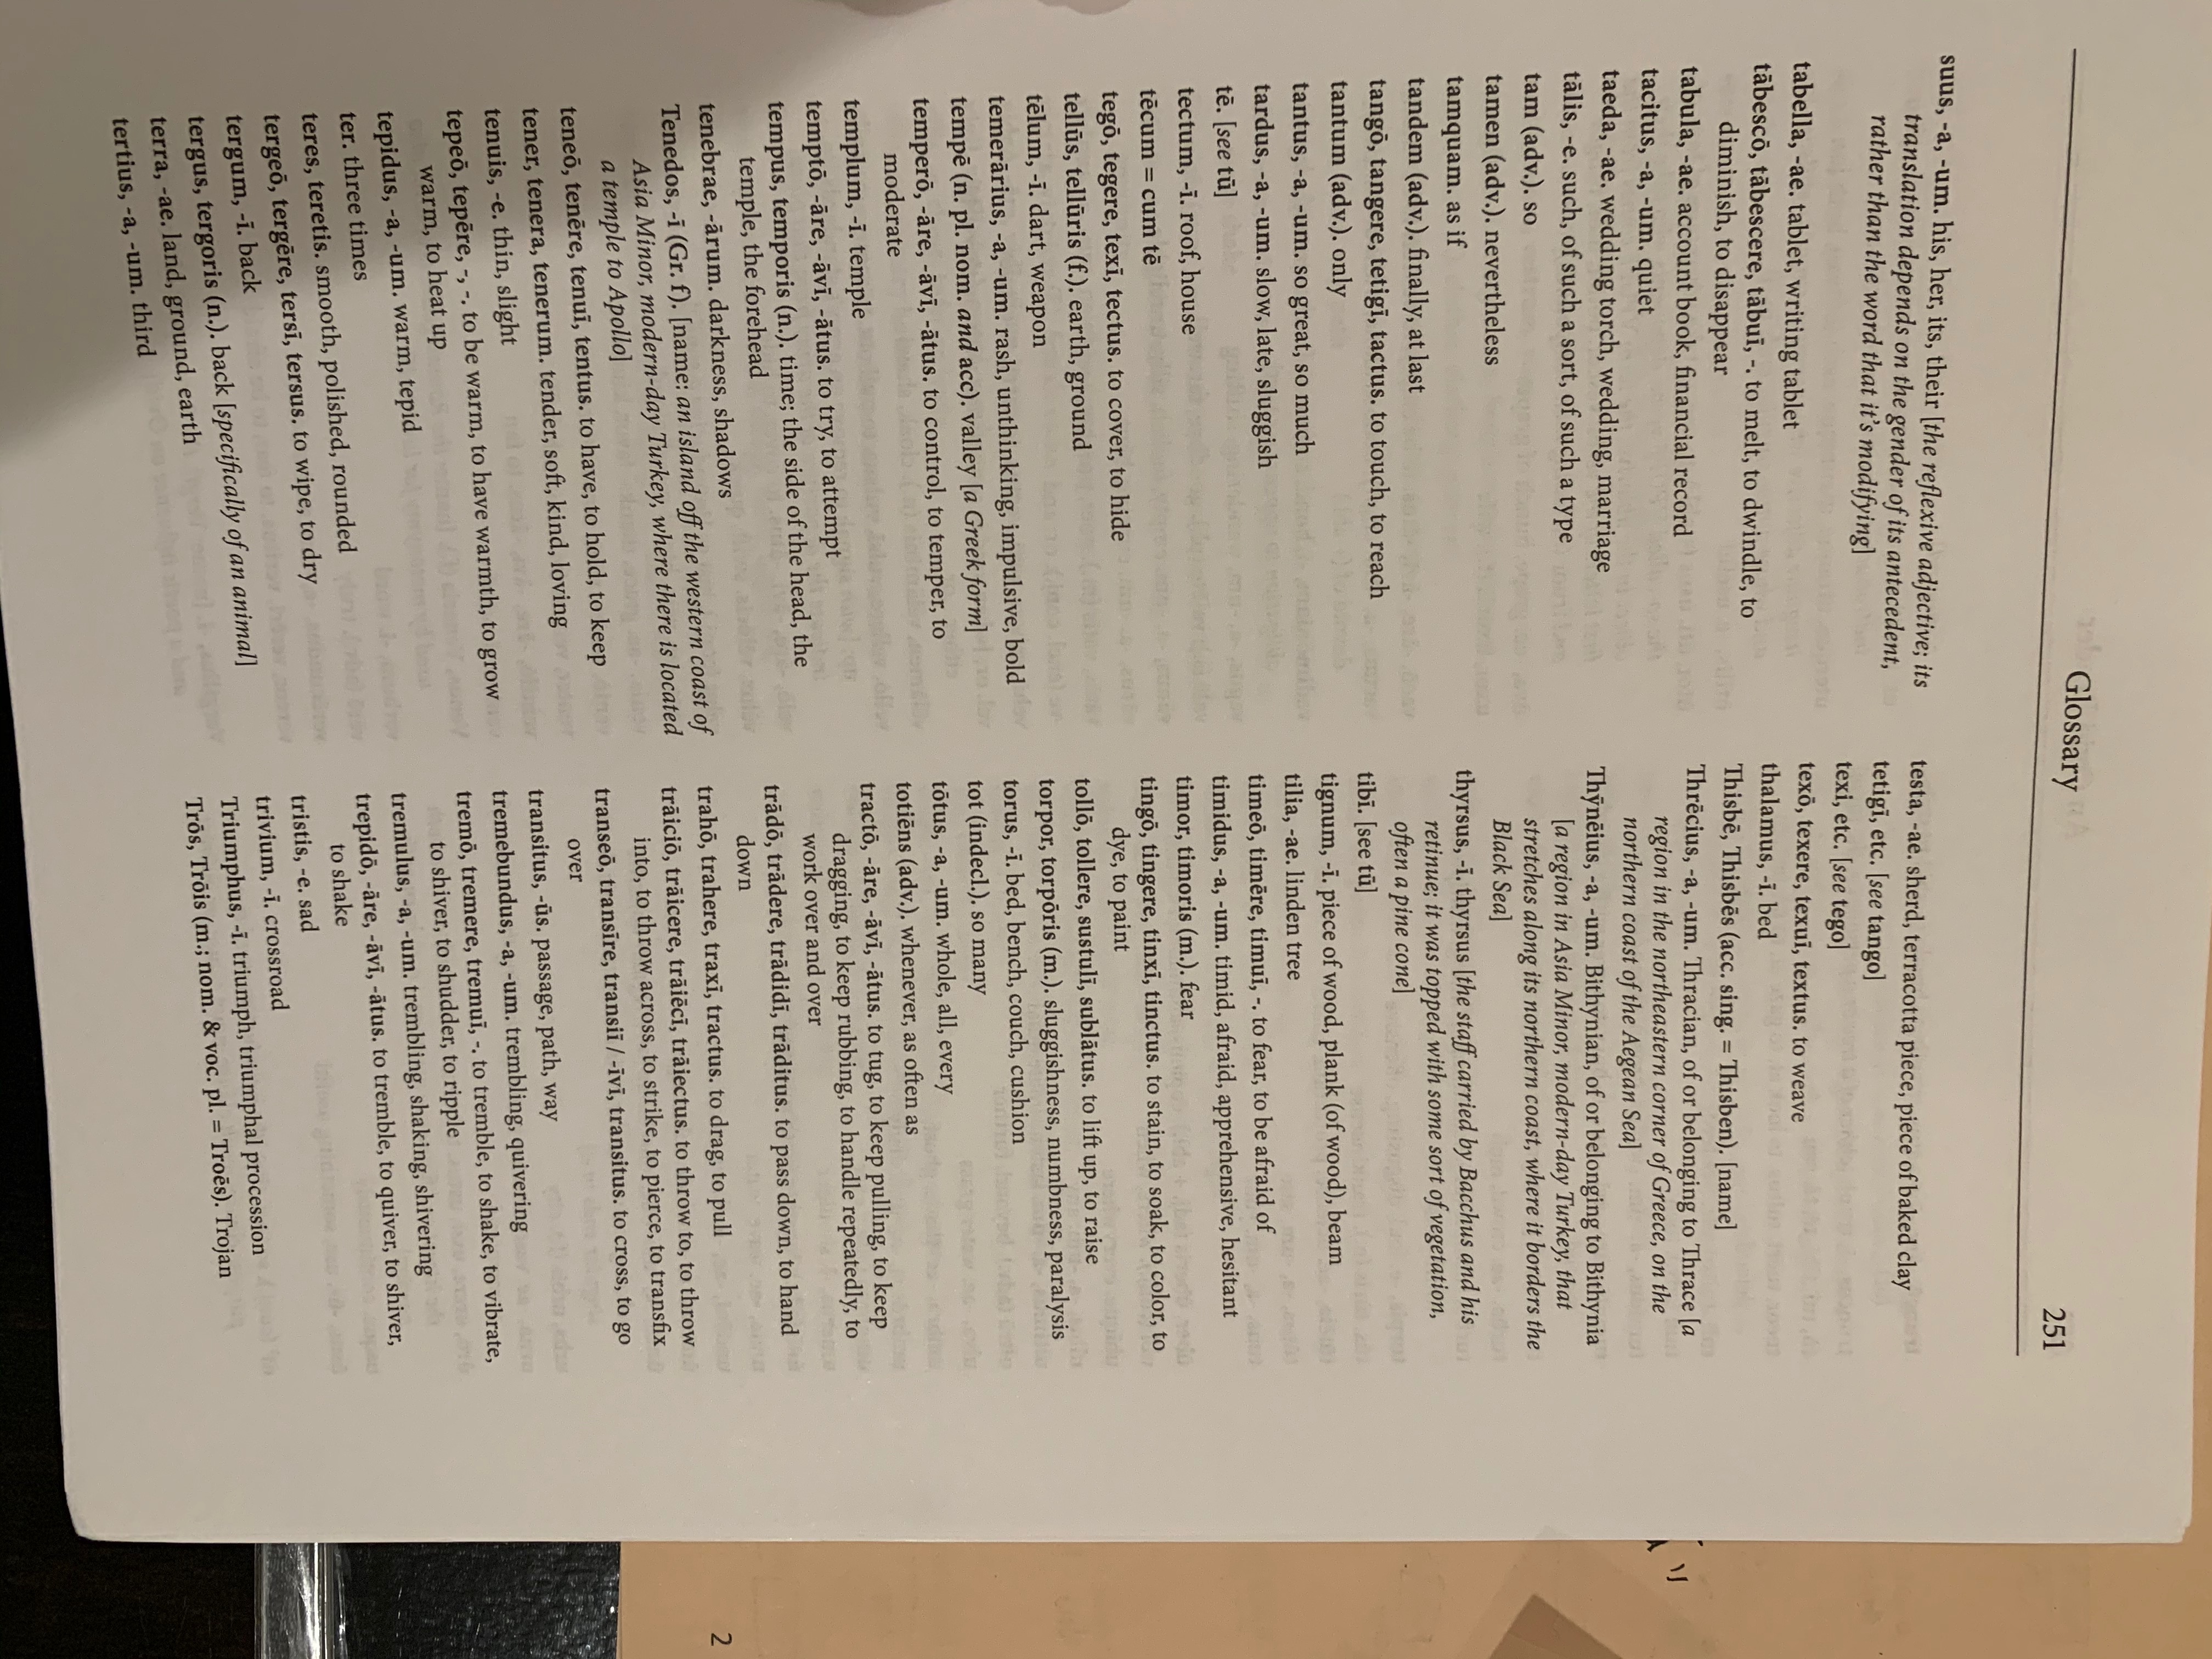 Glossary 251
suus, -a, -um. his, her, its, their [the reflexive adjective; its
translation depends on the gender of its antecedent,
rather than the word that it's modifying]
tabella, -ae. tablet, writing tablet
tābescō, tābescere, tābuī, -. to melt, to dwindle, to
diminish, to disappear
tabula, -ae. account book, financial record
tacitus, -a, -um. quiet
taeda, -ae. wedding torch, wedding, marriage
tālis, -e. such, of such a sort, of such a type
tam (adv.). so
tamen (adv.). nevertheless
tamquam. as if
tandem (adv.). finally, at last
tangō, tangere, tetigī, tactus. to touch, to reach
tantum (adv.). only
tantus, -a, -um. so great, so much
tardus, -a, -um. slow, late, sluggish
tē. [see tū]
tectum, -ī. roof, house
tēcum = cum tē
tegō, tegere, texī, tectus. to cover, to hide
tellūs, tellūris (f.). earth, ground
tēlum, -ī. dart, weapon
temerārius, -a, -um. rash, unthinking, impulsive, bold
tempē (n. pl. nom. and acc). valley [a Greek form]
temperō, -āre, -āvī, -ātus. to control, to temper, to
moderate
templum, -ī. temple
temptō, -āre, -āvī, -ātus. to try, to attempt
tempus, temporis (n.). time; the side of the head, the
temple, the forehead
tenebrae, -ārum. darkness, shadows
Tenedos, -ī (Gr. f). [name: an island off the western coast of
Asia Minor, modern-day Turkey, where there is located
a temple to Apollo]
teneō, tenēre, tenuī, tentus. to have, to hold, to keep
tener, tenera, tenerum. tender, soft, kind, loving
tenuis, -e. thin, slight
tepeō, tepēre, -, -. to be warm, to have warmth, to grow
warm, to heat up
tepidus, -a, -um. warm, tepid
ter. three times
teres, teretis. smooth, polished, rounded
tergeō, tergēre, tersī, tersus. to wipe, to dry
tergum, -ī. back
tergus, tergoris (n.). back [specifically of an animal]
terra, -ae. land, ground, earth
tertius, -a, -um. third
testa, -ae. sherd, terracotta piece, piece of baked clay
tetigī, etc. [see tango]
texi, etc. [see tego]
texō, texere, texuī, textus. to weave
thalamus, -ī. bed
Thisbē, Thisbēs (acc. sing. = Thisben). [name]
Thrēcius, -a, -um. Thracian, of or belonging to Thrace [a
region in the northeastern corner of Greece, on the
northern coast of the Aegean Sea]
Thȳnēius, -a, -um. Bithynian, of or belonging to Bithynia
[a region in Asia Minor, modern-day Turkey, that
stretches along its northern coast, where it borders the
Black Sea]
thyrsus, -ī. thyrsus [the staff carried by Bacchus and his
retinue; it was topped with some sort of vegetation,
often a pine cone]
tibī. [see tū]
tignum, -ī. piece of wood, plank (of wood), beam
tilia, -ae. linden tree
timeō, timēre, timuī, -. to fear, to be afraid of
timidus, -a, -um. timid, afraid, apprehensive, hesitant
timor, timoris (m.). fear
tingō, tingere, tinxī, tinctus. to stain, to soak, to color, to
dye, to paint
tollō, tollere, sustulī, sublātus. to lift up, to raise
torpor, torpōris (m.). sluggishness, numbness, paralysis
torus, -ī. bed, bench, couch, cushion
tot (indecl.). so many
tōtus, -a, -um. whole, all, every
totiēns (adv.). whenever, as often as
tractō, -āre, -āvī, -ātus. to tug, to keep pulling, to keep
dragging, to keep rubbing, to handle repeatedly, to
work over and over
trādō, trādere, trādidī, trāditus. to pass down, to hand
down
trahō, trahere, traxī, tractus. to drag, to pull
trāiciō, trāicere, trāiēcī, trāiectus. to throw to, to throw
into, to throw across, to strike, to pierce, to transfix
transeō, transīre, transiī / -īvī, transitus. to cross, to go
over
transitus, -ūs. passage, path, way
tremebundus, -a, -um. trembling, quivering
tremō, tremere, tremuī, -. to tremble, to shake, to vibrate,
to shiver, to shudder, to ripple
tremulus, -a, -um. trembling, shaking, shivering
trepidō, -āre, -āvī, -ātus. to tremble, to quiver, to shiver,
to shake
tristis, -e. sad
trivium, -ī. crossroad
Triumphus, -ī. triumph, triumphal procession
Trōs, Trōis (m.; nom. & voc. pl. = Troēs). Trojan
2